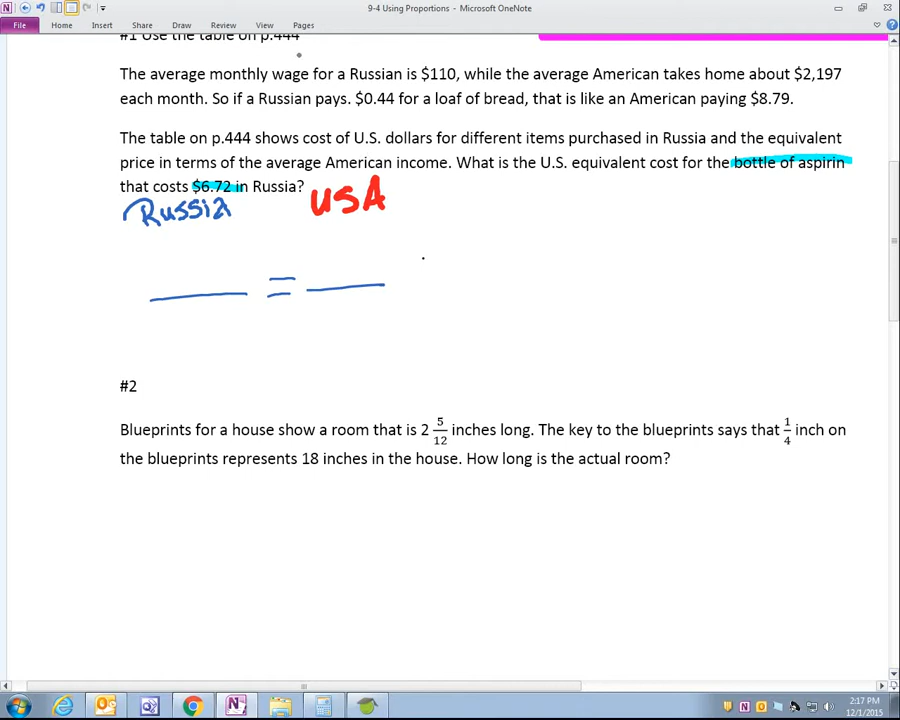 9-4 Using Proportions - Microsoft OneNote
File Home Insert Share Draw Review View Pages
#1 Use the table on p.444
The average monthly wage for a Russian is $110, while the average American takes home about $2,197
each month. So if a Russian pays. $0.44 for a loaf of bread, that is like an American paying $8.79.
The table on p.444 shows cost of U.S. dollars for different items purchased in Russia and the equivalent
price in terms of the average American income. What is the U.S. equivalent cost for the bottle of aspirin
that costs $6.72 in Russia?
Russia USA
=
#2
Blueprints for a house show a room that is 2 5/12 inches long. The key to the blueprints says that 1/4 inch on
the blueprints represents 18 inches in the house. How long is the actual room?
2:17 PM
12/1/2015